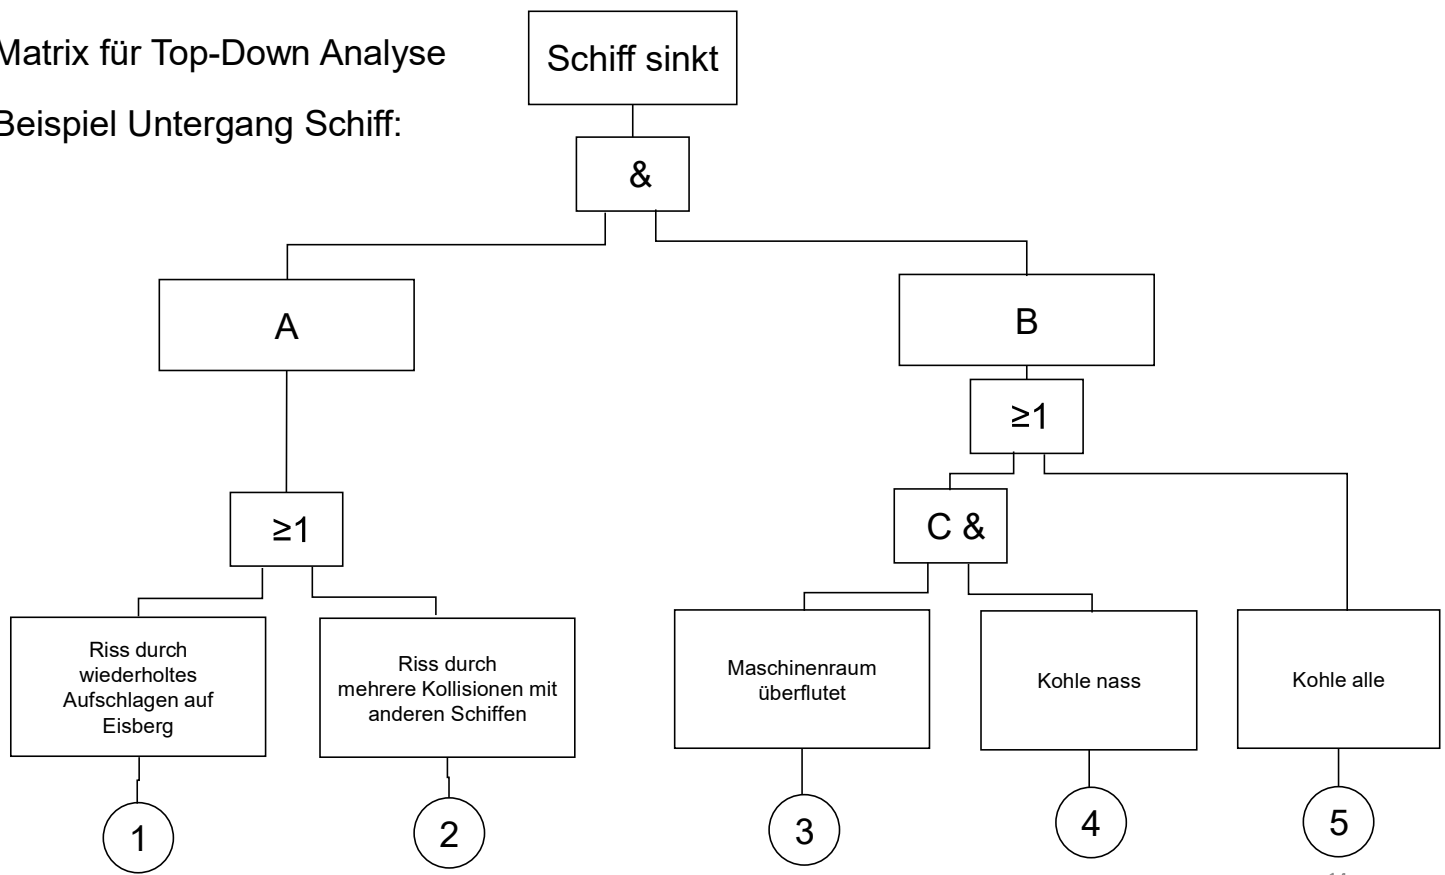 Matrix für Top-Down Analyse
Beispiel Untergang Schiff:
Schiff sinkt
&
A
B
≥1
≥1
C &
Riss durch
wiederholtes
Aufschlagen auf
Eisberg
Riss durch
mehrere Kollisionen mit
anderen Schiffen
Maschinenraum
überflutet
Kohle nass
Kohle alle
1
2
3
4
5